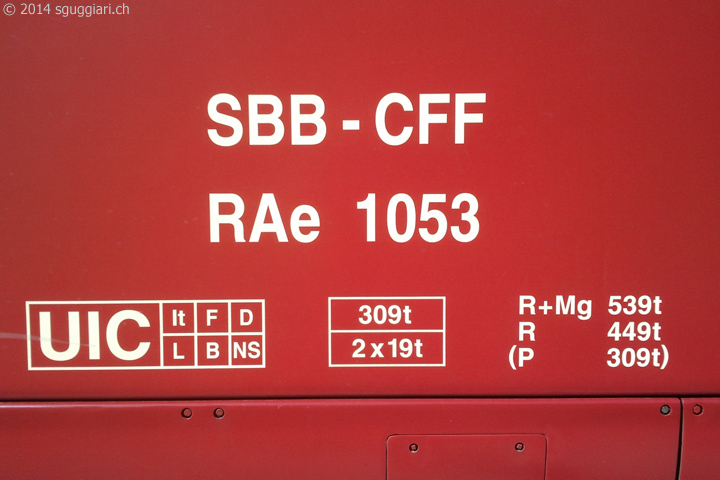 © 2014 sguggiari.ch
SBB - CFF
RAe 1053
UIC
It F D
L B NS
309t
2 x 19t
R+Mg 539t
R 449t
(P 309t)